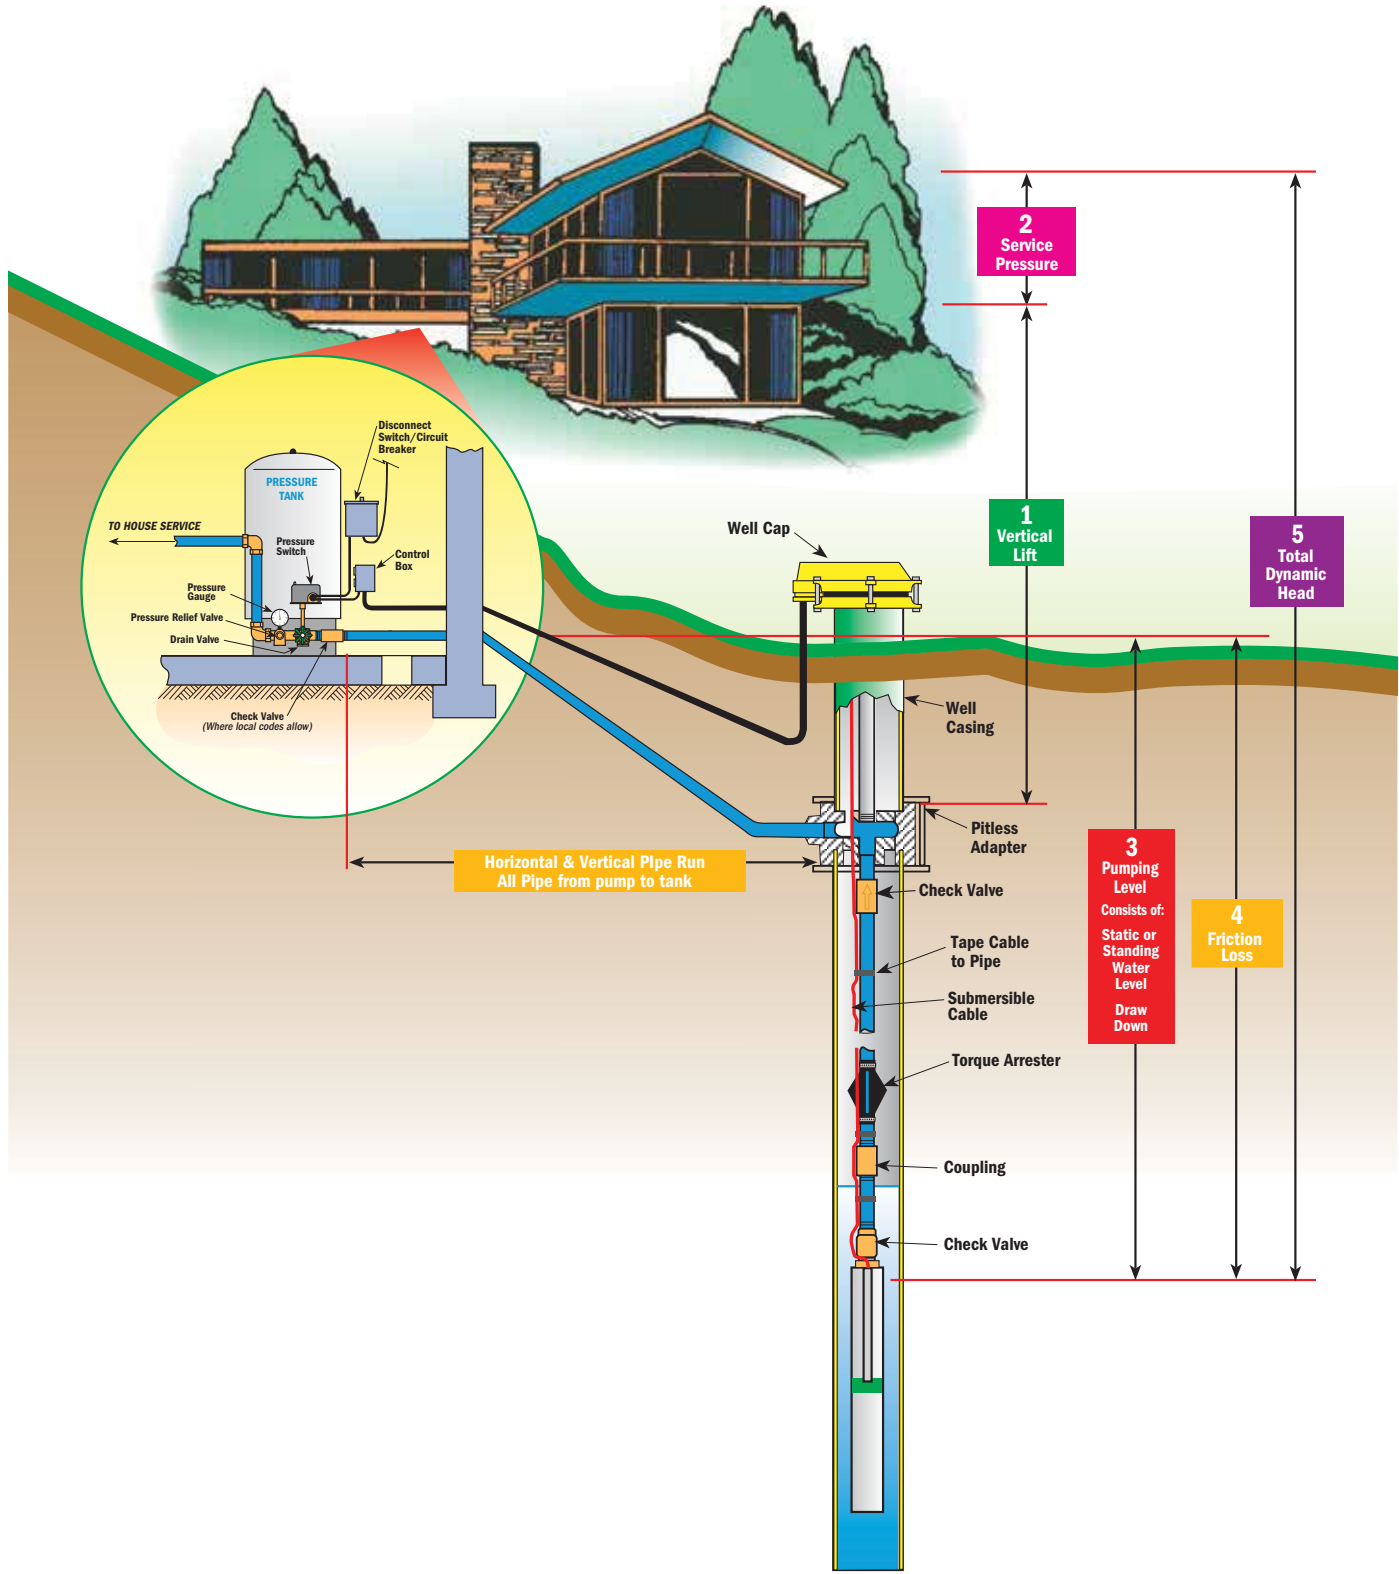 2
Service
Pressure
1
Vertical
Lift
5
Total
Dynamic
Head
Disconnect
Switch/Circuit
Breaker
PRESSURE
TANK
TO HOUSE SERVICE
Pressure
Switch
Control
Box
Pressure
Gauge
Pressure Relief Valve
Drain Valve
Check Valve
(Where local codes allow)
Well Cap
Well
Casing
Pitless
Adapter
Horizontal & Vertical PIpe Run
All Pipe from pump to tank
Check Valve
3
Pumping
Level
Consists of:
Static or
Standing
Water
Level
Draw
Down
4
Friction
Loss
Tape Cable
to Pipe
Submersible
Cable
Torque Arrester
Coupling
Check Valve